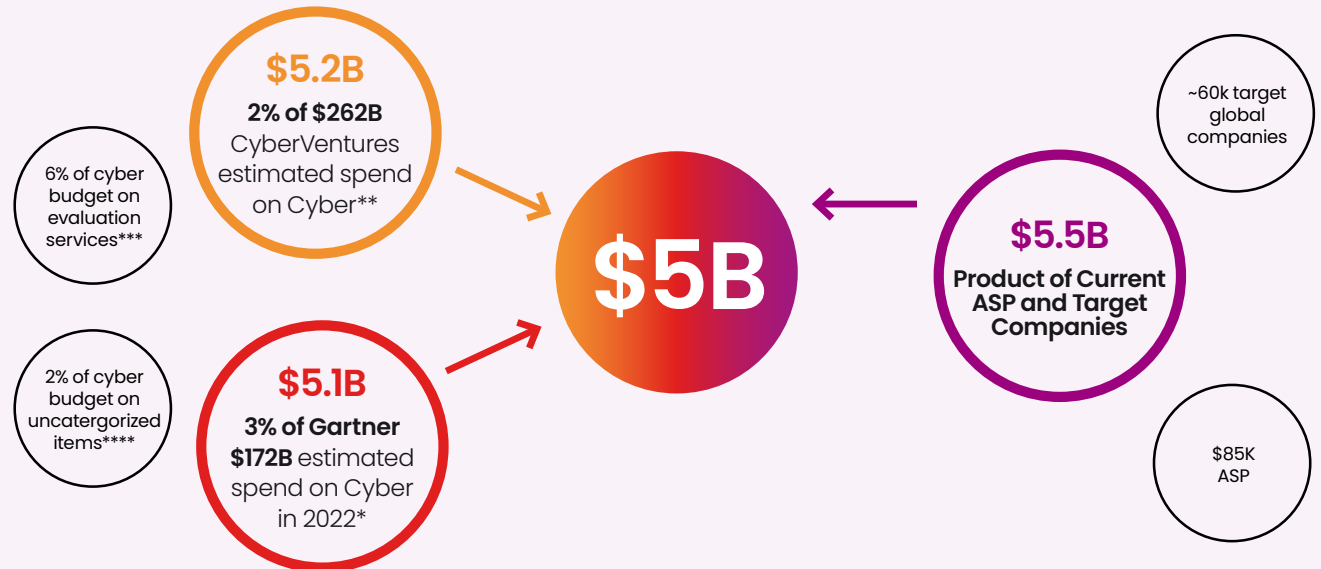 $5.2B
2% of $262B
CyberVentures
estimated spend
on Cyber**
6% of cyber
budget on
evaluation
services***
2% of cyber
budget on
uncatergorized
items****
$5.1B
3% of Gartner
$172B estimated
spend on Cyber
in 2022*
$5B
$5.5B
Product of Current
ASP and Target
Companies
~60k target
global
companies
$85K
ASP